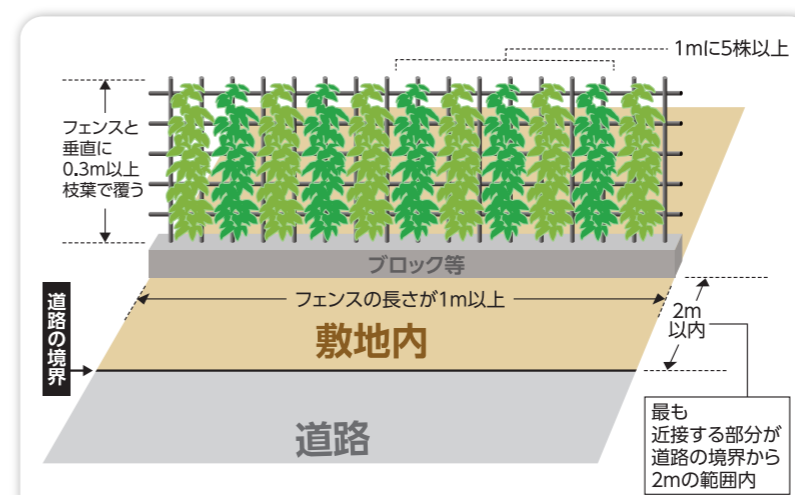 1mに5株以上
フェンスと
垂直に
0.3m以上
枝葉で覆う
ブロック等
フェンスの長さが1m以上
道路の境界
2m
以内
敷地内
道路
最も
近接する部分が
道路の境界から
2mの範囲内